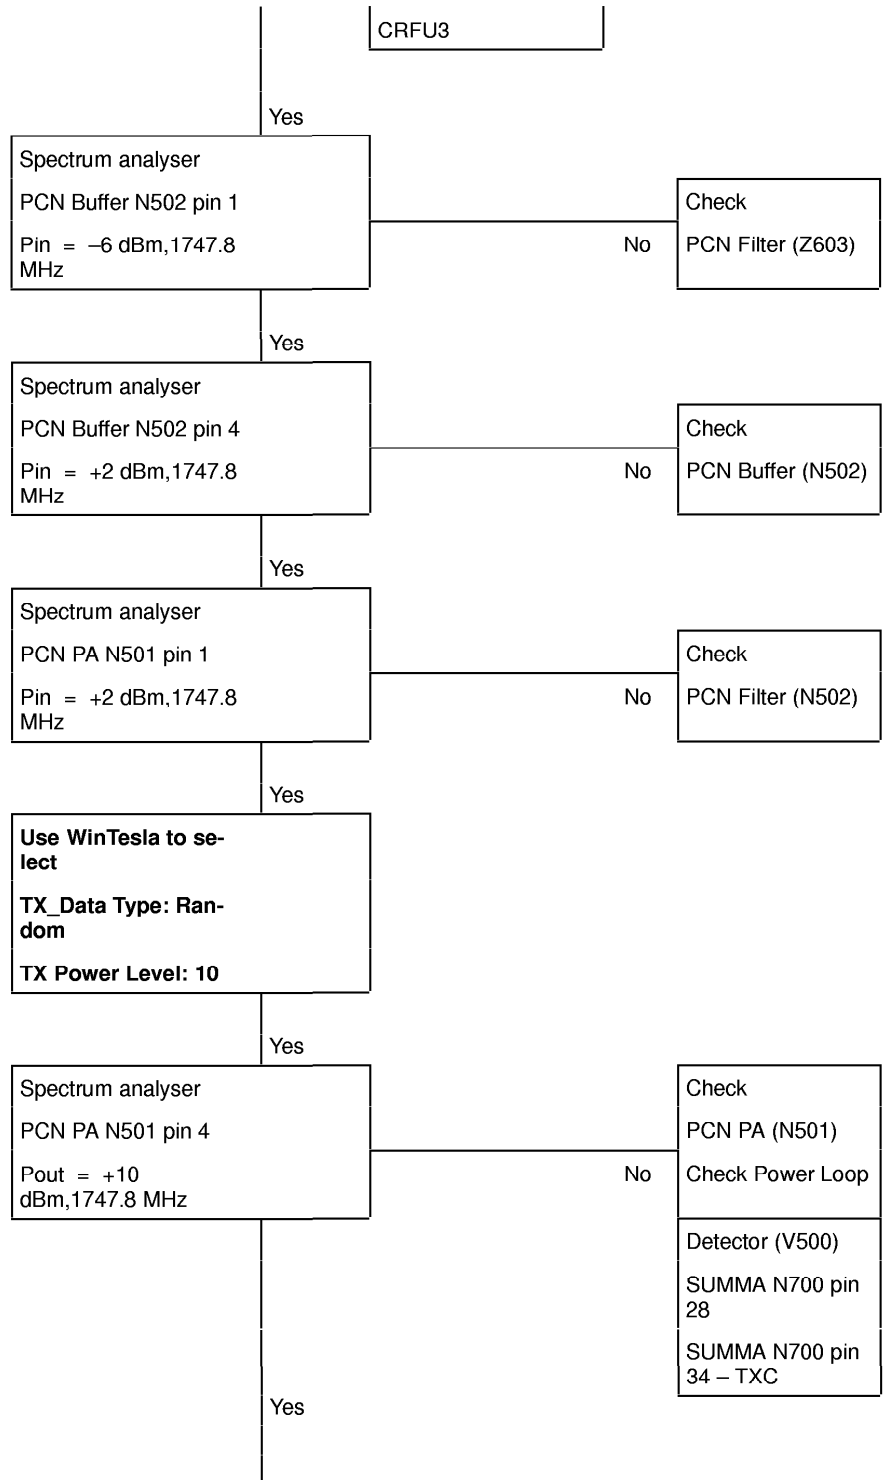 CRFU3
Yes
Spectrum analyser
PCN Buffer N502 pin 1
Pin = –6 dBm,1747.8
MHz
No
Check
PCN Filter (Z603)
Yes
Spectrum analyser
PCN Buffer N502 pin 4
Pin = +2 dBm,1747.8
MHz
No
Check
PCN Buffer (N502)
Yes
Spectrum analyser
PCN PA N501 pin 1
Pin = +2 dBm,1747.8
MHz
No
Check
PCN Filter (N502)
Yes
Use WinTesla to se-
lect
TX_Data Type: Ran-
dom
TX Power Level: 10
Yes
Spectrum analyser
PCN PA N501 pin 4
Pout = +10
dBm,1747.8 MHz
No
Check
PCN PA (N501)
Check Power Loop
Detector (V500)
SUMMA N700 pin
28
SUMMA N700 pin
34 – TXC
Yes